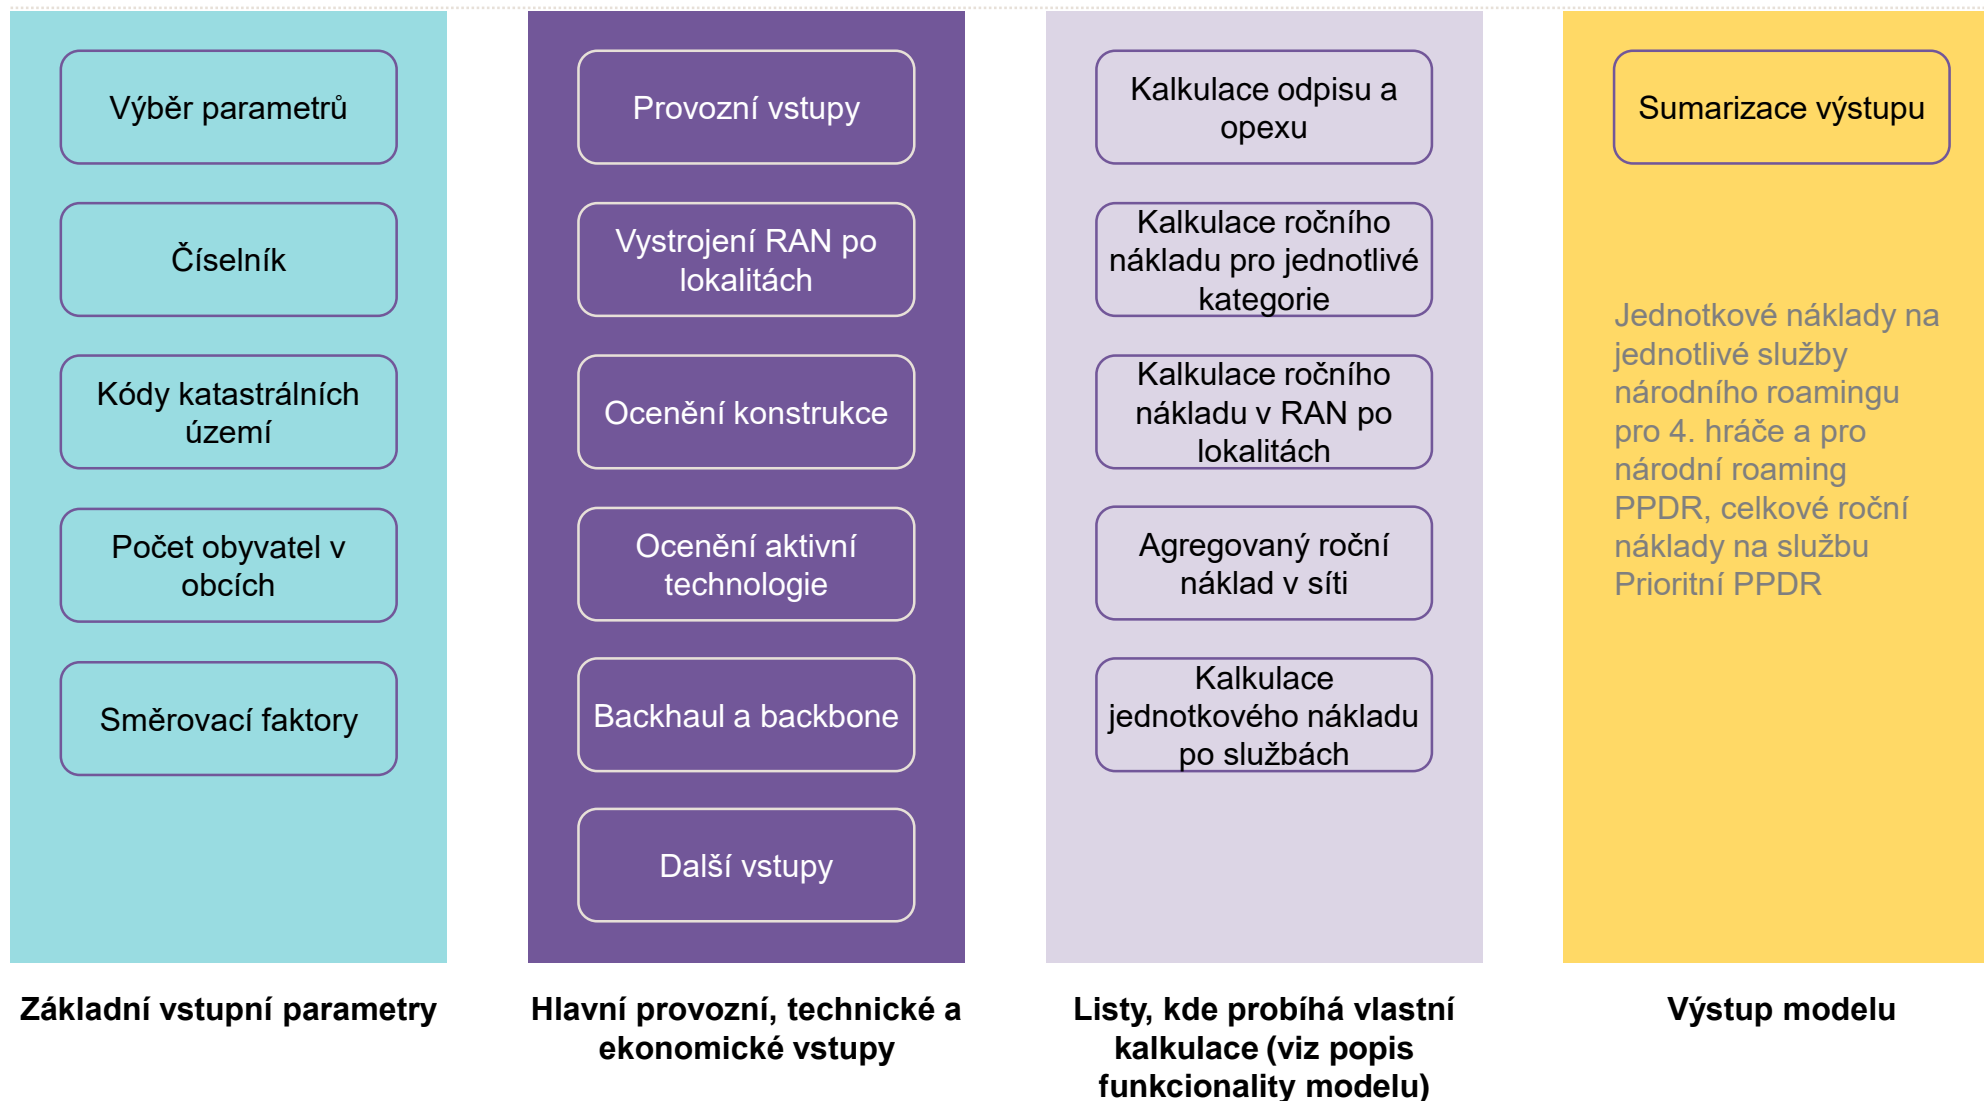 Výběr parametrů
Číselník
Kódy katastrálních
území
Počet obyvatel v
obcích
Směrovací faktory
Základní vstupní parametry
Provozní vstupy
Vystrojení RAN po
lokalitách
Ocenění konstrukce
Ocenění aktivní
technologie
Backhaul a backbone
Další vstupy
Hlavní provozní, technické a
ekonomické vstupy
Kalkulace odpisu a
opexu
Kalkulace ročního
nákladu pro jednotlivé
kategorie
Kalkulace ročního
nákladu v RAN po
lokalitách
Agregovaný roční
náklad v síti
Kalkulace
jednotkového nákladu
po službách
Listy, kde probíhá vlastní
kalkulace (viz popis
funkcionality modelu)
Sumarizace výstupu
Jednotkové náklady na
jednotlivé služby
národního roamingu
pro 4. hráče a pro
národní roaming
PPDR, celkové roční
náklady na službu
Prioritní PPDR
Výstup modelu